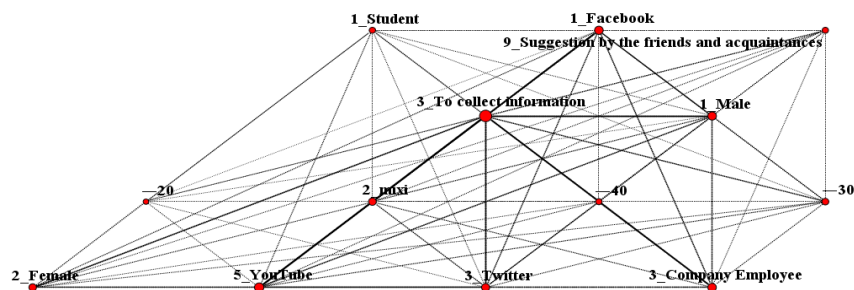 1_Student
1_Facebook
9_Suggestion by the friends and acquaintances
3_To collect information
1_Male
—20
2_mixi
—40
—30
2_Female
5_YouTube
3_Twitter
3_Company Employee